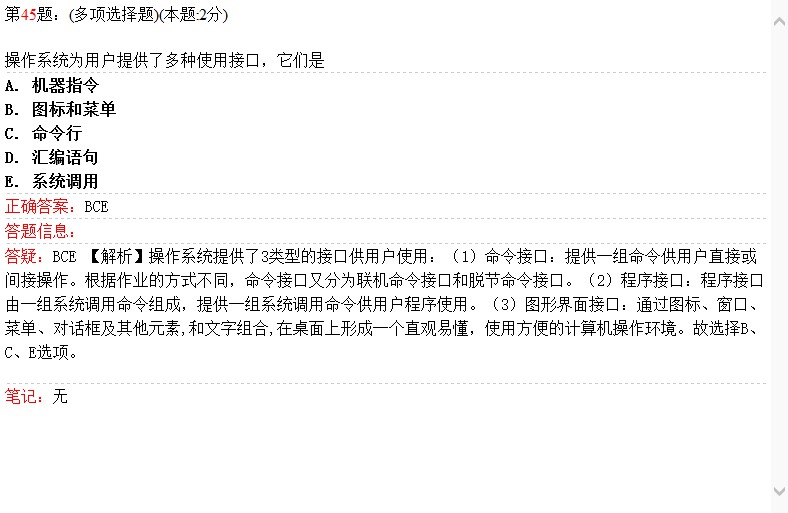 第45题：(多项选择题)(本题:2分)
操作系统为用户提供了多种使用接口，它们是
A. 机器指令
B. 图标和菜单
C. 命令行
D. 汇编语句
E. 系统调用
正确答案：BCE
答题信息：
答疑：BCE 【解析】操作系统提供了3类型的接口供用户使用：（1）命令接口：提供一组命令供用户直接或
间接操作。根据作业的方式不同，命令接口又分为联机命令接口和脱节命令接口。（2）程序接口：程序接口
由一组系统调用命令组成，提供一组系统调用命令供用户程序使用。（3）图形界面接口：通过图标、窗口、
菜单、对话框及其他元素,和文字组合,在桌面上形成一个直观易懂，使用方便的计算机操作环境。故选择B、
C、E选项。
笔记：无